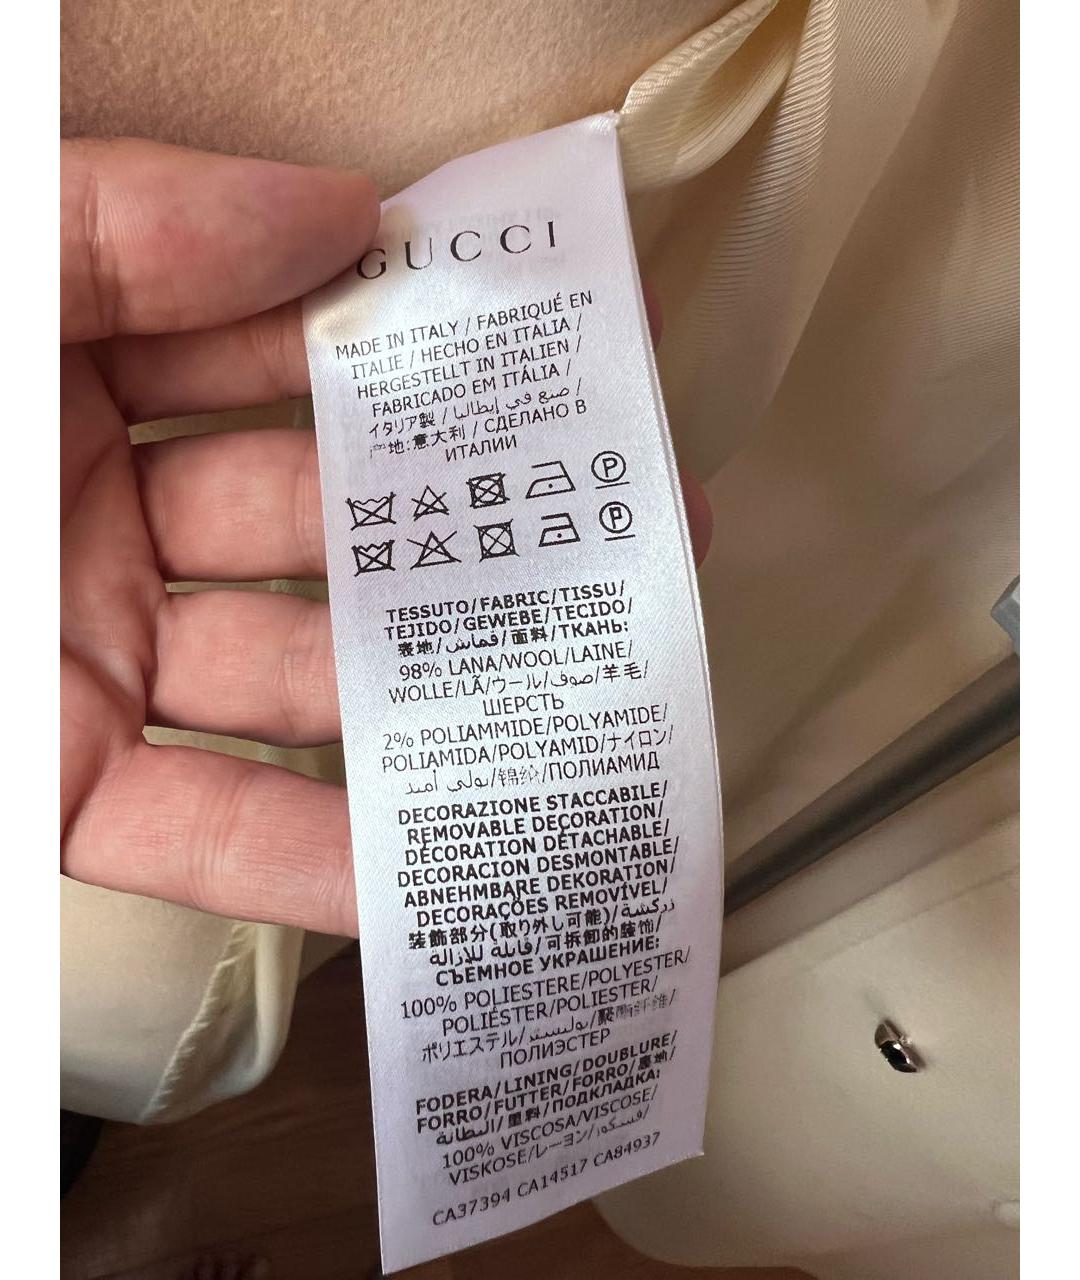 GUCCI
MADE IN ITALY / FABRIQUÉ EN
ITALIE / HECHO EN ITALIA /
HERGESTELLT IN ITALIEN /
FABRICADO EM ITÁLIA /
イタリア製 / صنع في إيطاليا /
产地:意大利 / СДЕЛАНО В
ИТАЛИИ
P
P
TESSUTO/FABRIC/TISSU/
TEJIDO/GEWEBE/TECIDO/
表地/قماش/面料/ТКАНЬ:
98% LANA/WOOL/LAINE/
WOLLE/LÃ/ウール/صوف/羊毛/
ШЕРСТЬ
2% POLIAMMIDE/POLYAMIDE/
POLIAMIDA/POLYAMID/ナイロン/
بولي أميد/锦纶/ПОЛИАМИД
DECORAZIONE STACCABILE/
REMOVABLE DECORATION/
DÉCORATION DÉTACHABLE/
DECORACION DESMONTABLE/
ABNEHMBARE DEKORATION/
DECORAÇÕES REMOVÍVEL/
装飾部分(取り外し可能)/زركشة
قابلة للإزالة/可拆卸的装饰/
СЪЕМНОЕ УКРАШЕНИЕ:
100% POLIESTERE/POLYESTER/
POLIÉSTER/POLIESTER/
ポリエステル/بوليستر/聚酯纤维/
ПОЛИЭСТЕР
FODERA/LINING/DOUBLURE/
FORRO/FUTTER/FORRO/裏地/
البطانة/里料/ПОДКЛАДКА:
100% VISCOSA/VISCOSE/
VISKOSE/レーヨン/فسكوز/
CA37394 CA14517 CA84937